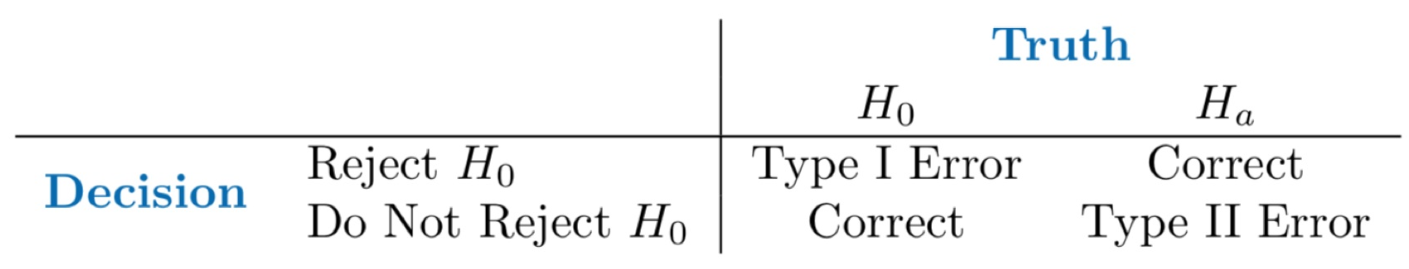 Truth
H₀ Hₐ
Decision
Reject H₀ Type I Error Correct
Do Not Reject H₀ Correct Type II Error